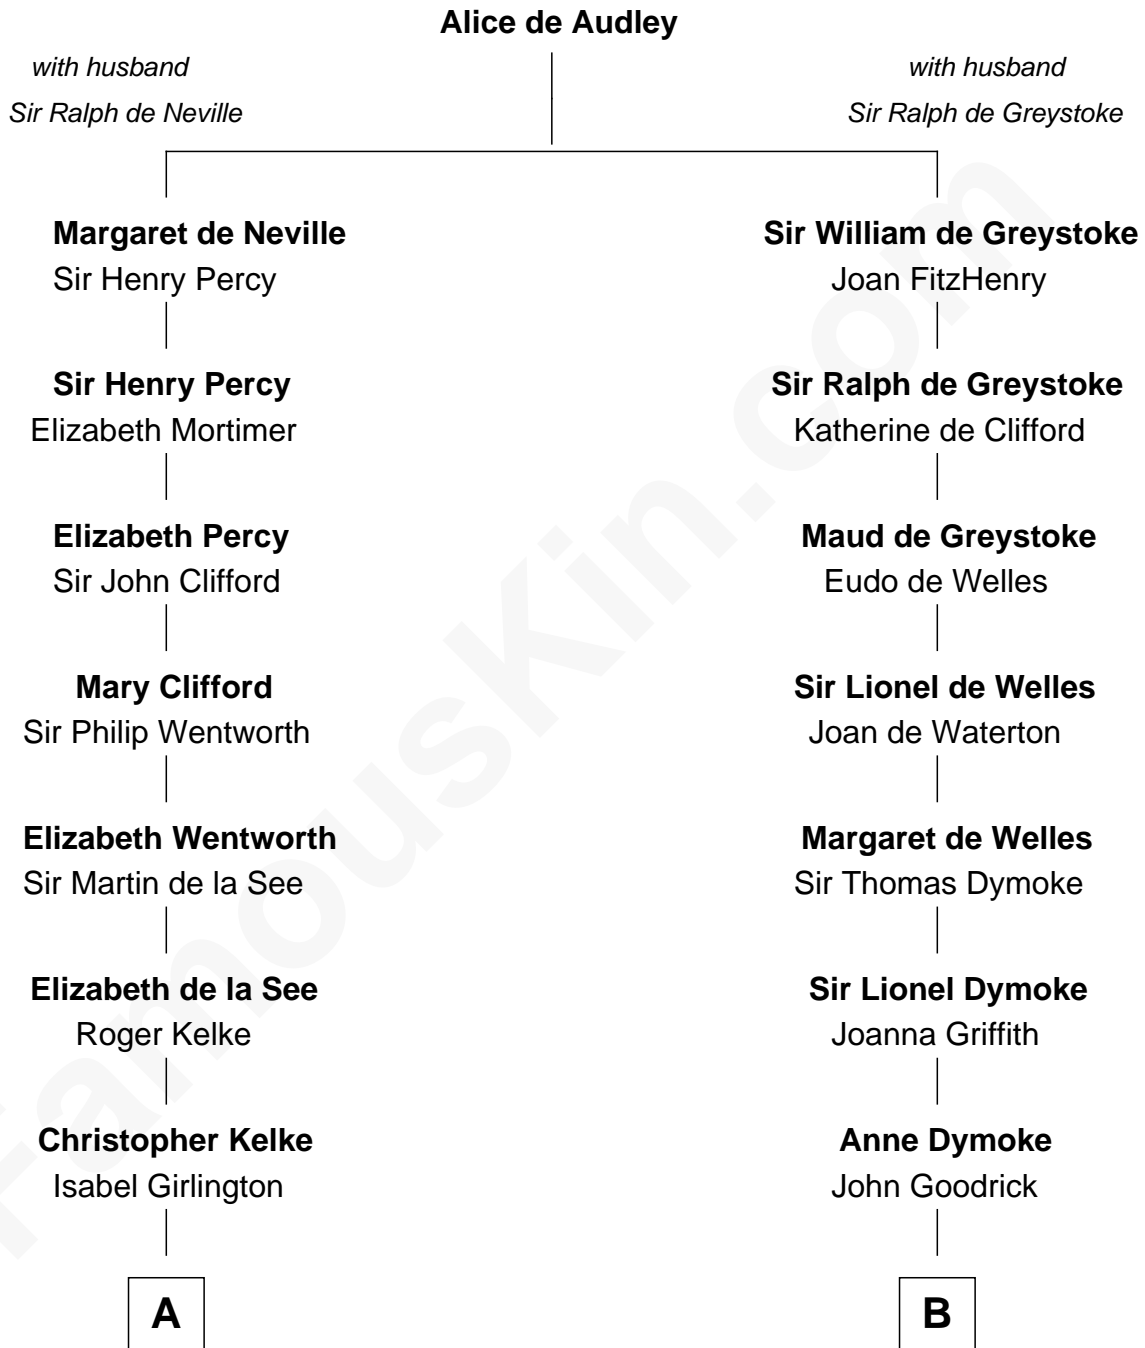 Alice de Audley
with husband
Sir Ralph de Neville
with husband
Sir Ralph de Greystoke
Margaret de Neville
Sir Henry Percy
Sir William de Greystoke
Joan FitzHenry
Sir Henry Percy
Elizabeth Mortimer
Sir Ralph de Greystoke
Katherine de Clifford
Elizabeth Percy
Sir John Clifford
Maud de Greystoke
Eudo de Welles
Mary Clifford
Sir Philip Wentworth
Sir Lionel de Welles
Joan de Waterton
Elizabeth Wentworth
Sir Martin de la See
Margaret de Welles
Sir Thomas Dymoke
Elizabeth de la See
Roger Kelke
Sir Lionel Dymoke
Joanna Griffith
Christopher Kelke
Isabel Girlington
Anne Dymoke
John Goodrick
A
B
FamousKin.com